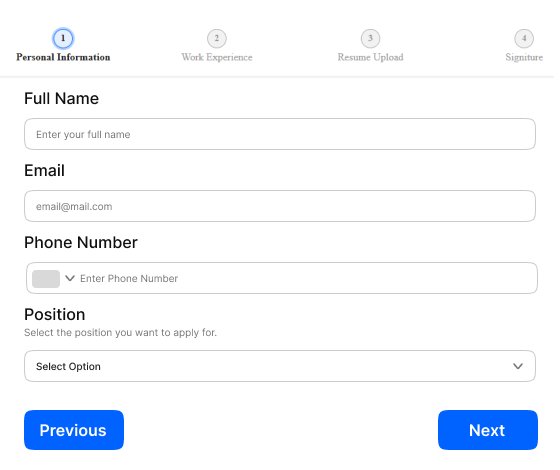 1 2 3 4
Personal Information Work Experience Resume Upload Signiture
Full Name
Enter your full name
Email
email@mail.com
Phone Number
Enter Phone Number
Position
Select the position you want to apply for.
Select Option
Previous Next